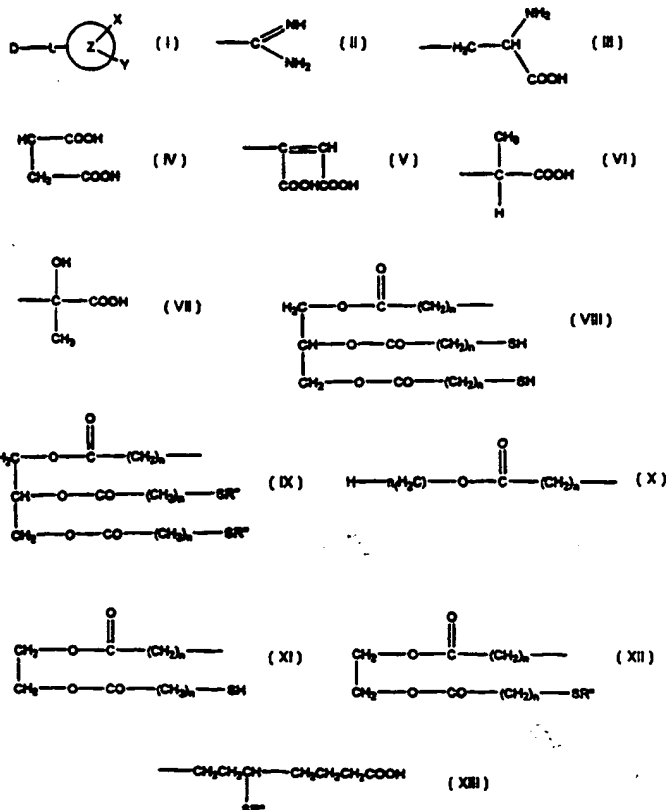 D—L—Z X Y (I) —C NH NH₂ (II) —H₂C—CH NH₂ COOH (III)
HC—COOH CH₂—COOH (IV) —C=CH COOH COOH (V) CH₃ —C—COOH H (VI)
OH —C—COOH CH₃ (VII)
O
H₂C—O—C—(CH₂)n—
CH—O—CO—(CH₂)n—SH (VIII)
CH₂—O—CO—(CH₂)n—SH
O
H₂C—O—C—(CH₂)n—
CH—O—CO—(CH₂)n—SR" (IX)
CH₂—O—CO—(CH₂)n—SR"
O
H—n(H₂C)—O—C—(CH₂)n— (X)
O
CH₂—O—C—(CH₂)n— (XI)
CH₂—O—CO—(CH₂)n—SH
O
CH₂—O—C—(CH₂)n— (XII)
CH₂—O—CO—(CH₂)n—SR"
—CH₂CH₂CH—CH₂CH₂CH₂CH₂COOH (XIII)